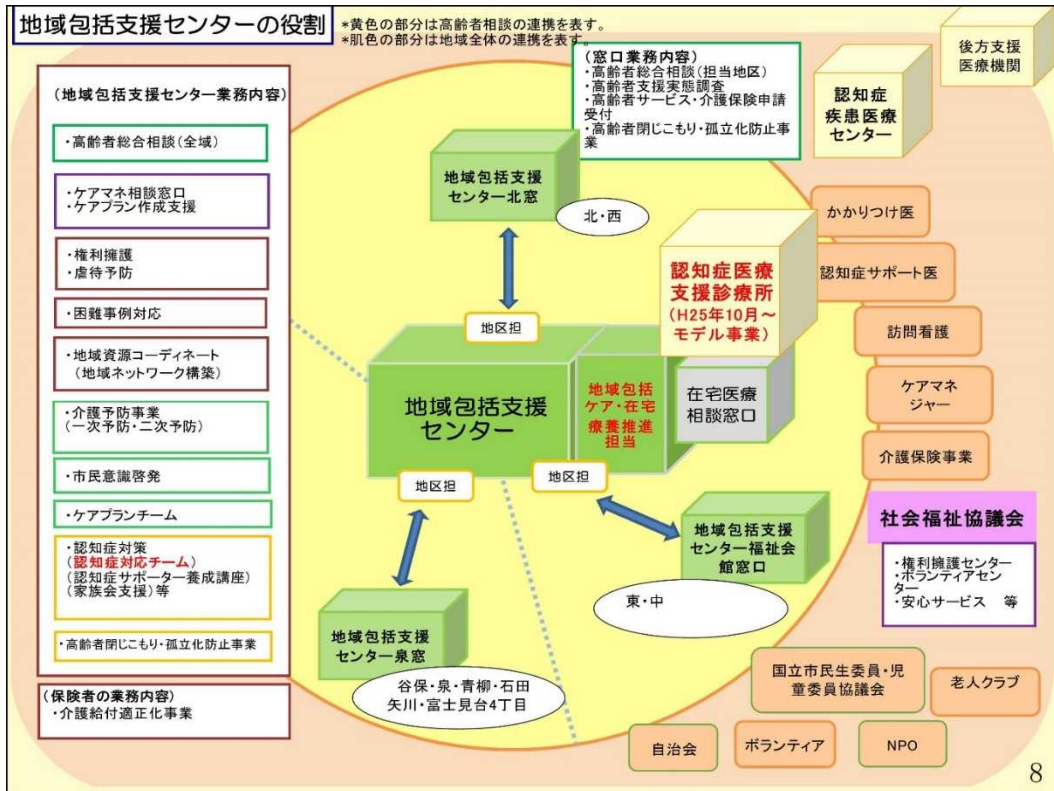 地域包括支援センターの役割
*黄色の部分は高齢者相談の連携を表す。
*肌色の部分は地域全体の連携を表す。
(地域包括支援センター業務内容)
・高齢者総合相談(全域)
・ケアマネ相談窓口
・ケアプラン作成支援
・権利擁護
・虐待予防
・困難事例対応
・地域資源コーディネート
(地域ネットワーク構築)
・介護予防事業
(一次予防・二次予防)
・市民意識啓発
・ケアプランチーム
・認知症対策
(認知症対応チーム)
(認知症サポーター養成講座)
(家族会支援)等
・高齢者閉じこもり・孤立化防止事業
(保険者の業務内容)
・介護給付適正化事業
(窓口業務内容)
・高齢者総合相談(担当地区)
・高齢者支援実態調査
・高齢者サービス・介護保険申請
受付
・高齢者閉じこもり・孤立化防止事
業
地域包括支援
センター北窓
北・西
地区担
地域包括支援
センター
地域包括
ケア・在宅
療養推進
担当
在宅医療
相談窓口
認知症医療
支援診療所
(H25年10月～
モデル事業)
地区担
地区担
地域包括支援
センター泉窓
谷保・泉・青柳・石田
矢川・富士見台4丁目
地域包括支援
センター福祉会
館窓口
東・中
認知症
疾患医療
センター
後方支援
医療機関
かかりつけ医
認知症サポート医
訪問看護
ケアマネ
ジャー
介護保険事業
社会福祉協議会
・権利擁護センター
・ボランティアセン
ター
・安心サービス 等
国立市民生委員・児
童委員協議会
老人クラブ
自治会
ボランティア
NPO
8